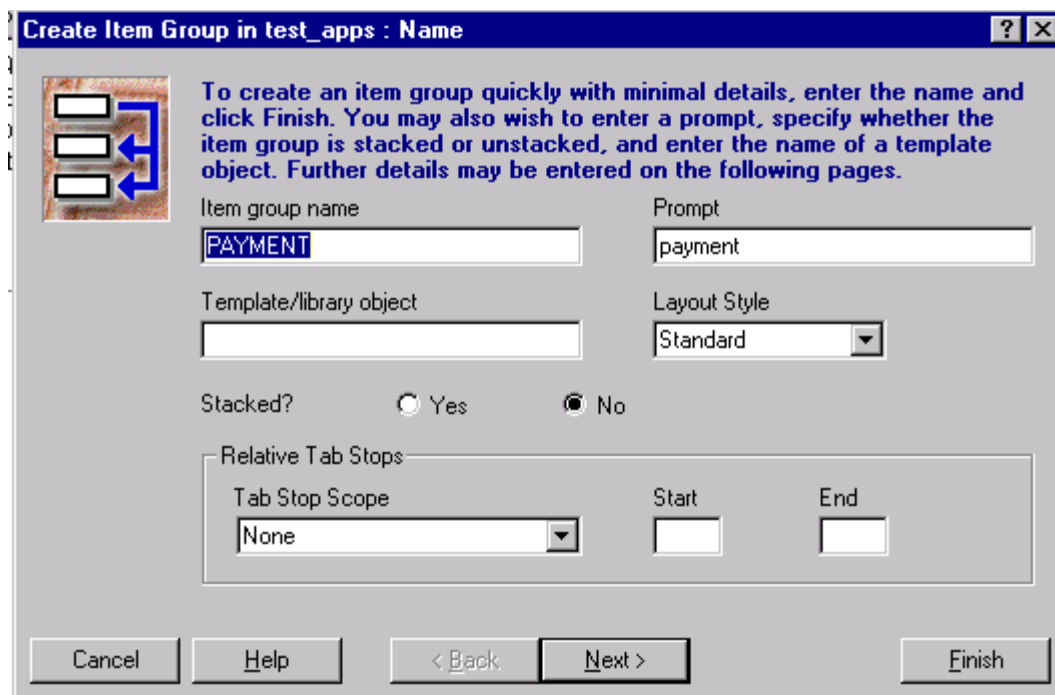 Create Item Group in test_apps : Name
To create an item group quickly with minimal details, enter the name and
click Finish. You may also wish to enter a prompt, specify whether the
item group is stacked or unstacked, and enter the name of a template
object. Further details may be entered on the following pages.
Item group name Prompt
PAYMENT payment
Template/library object Layout Style
Standard
Stacked? Yes No
Relative Tab Stops
Tab Stop Scope Start End
None
Cancel Help < Back Next > Finish